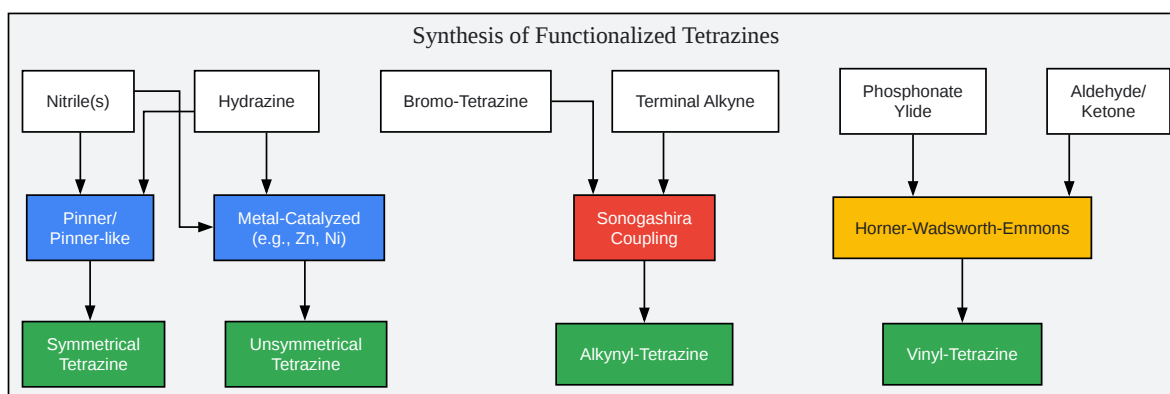 Synthesis of Functionalized Tetrazines
Nitrile(s)
Hydrazine
Bromo-Tetrazine
Terminal Alkyne
Phosphonate
Ylide
Aldehyde/
Ketone
Pinner/
Pinner-like
Metal-Catalyzed
(e.g., Zn, Ni)
Sonogashira
Coupling
Horner-Wadsworth-Emmons
Symmetrical
Tetrazine
Unsymmetrical
Tetrazine
Alkynyl-Tetrazine
Vinyl-Tetrazine